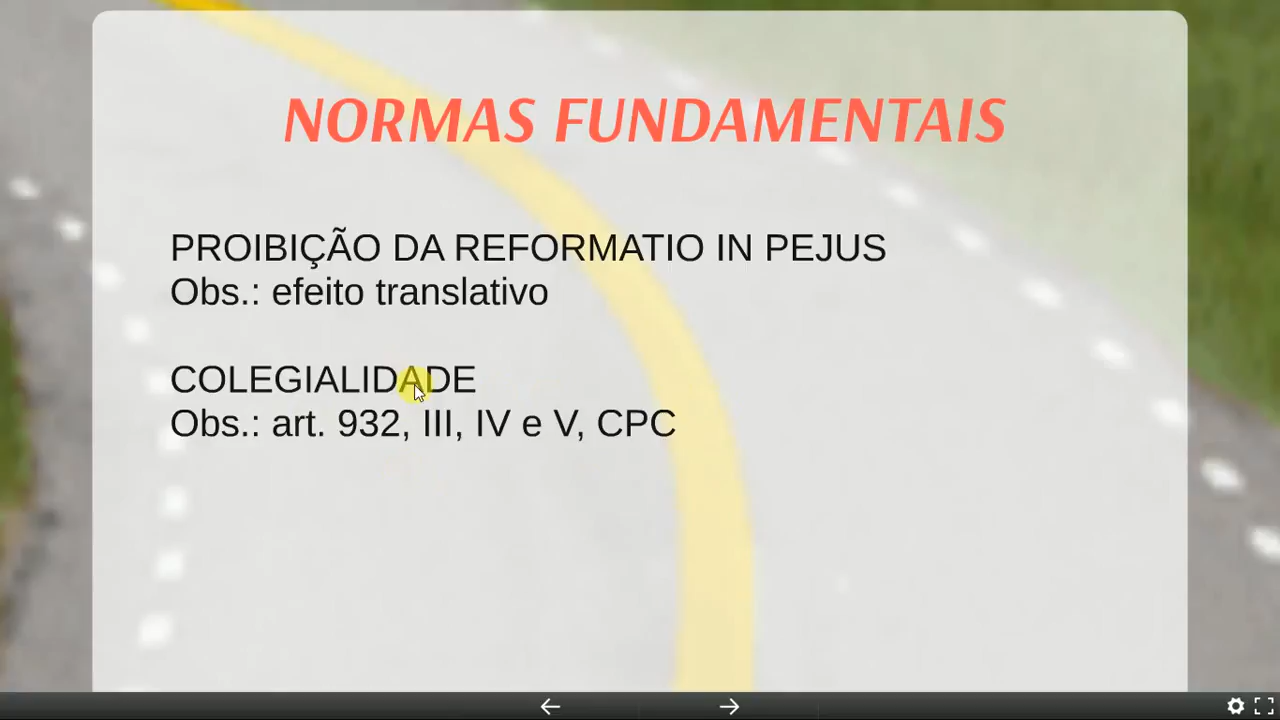 NORMAS FUNDAMENTAIS
PROIBIÇÃO DA REFORMATIO IN PEJUS
Obs.: efeito translativo
COLEGIALIDADE
Obs.: art. 932, III, IV e V, CPC